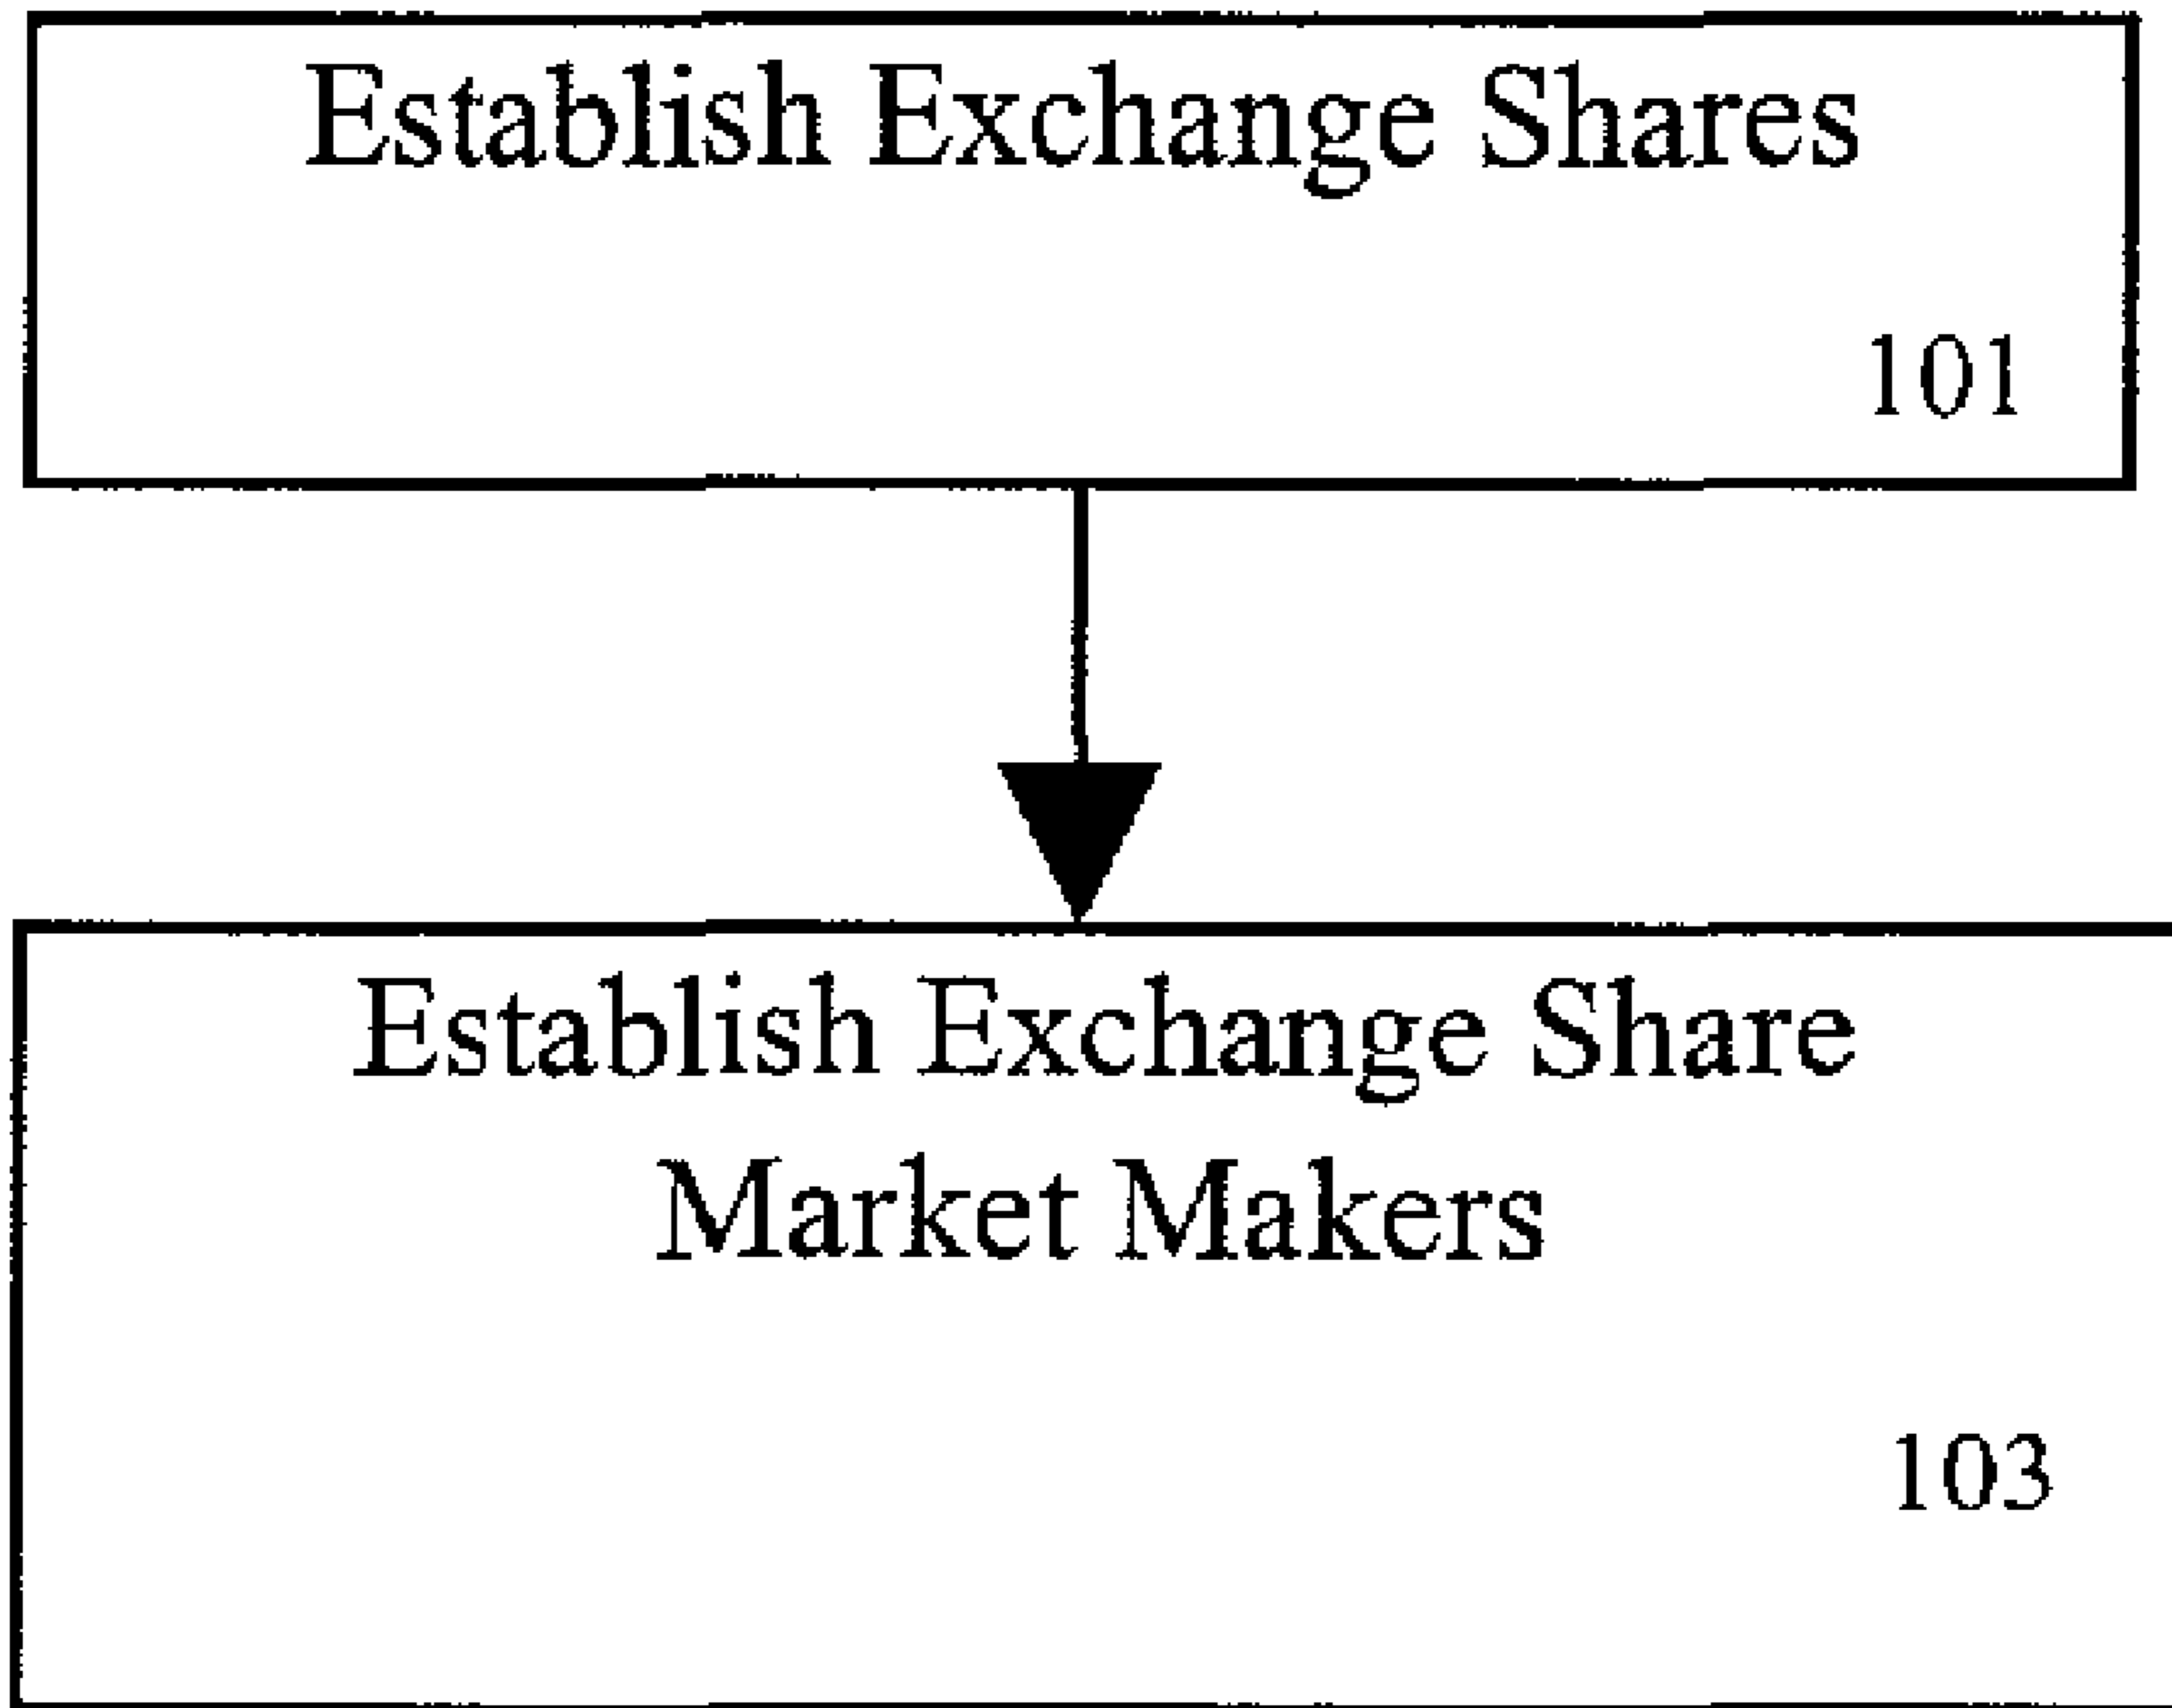 Establish Exchange Shares
101
Establish Exchange Share
Market Makers
103